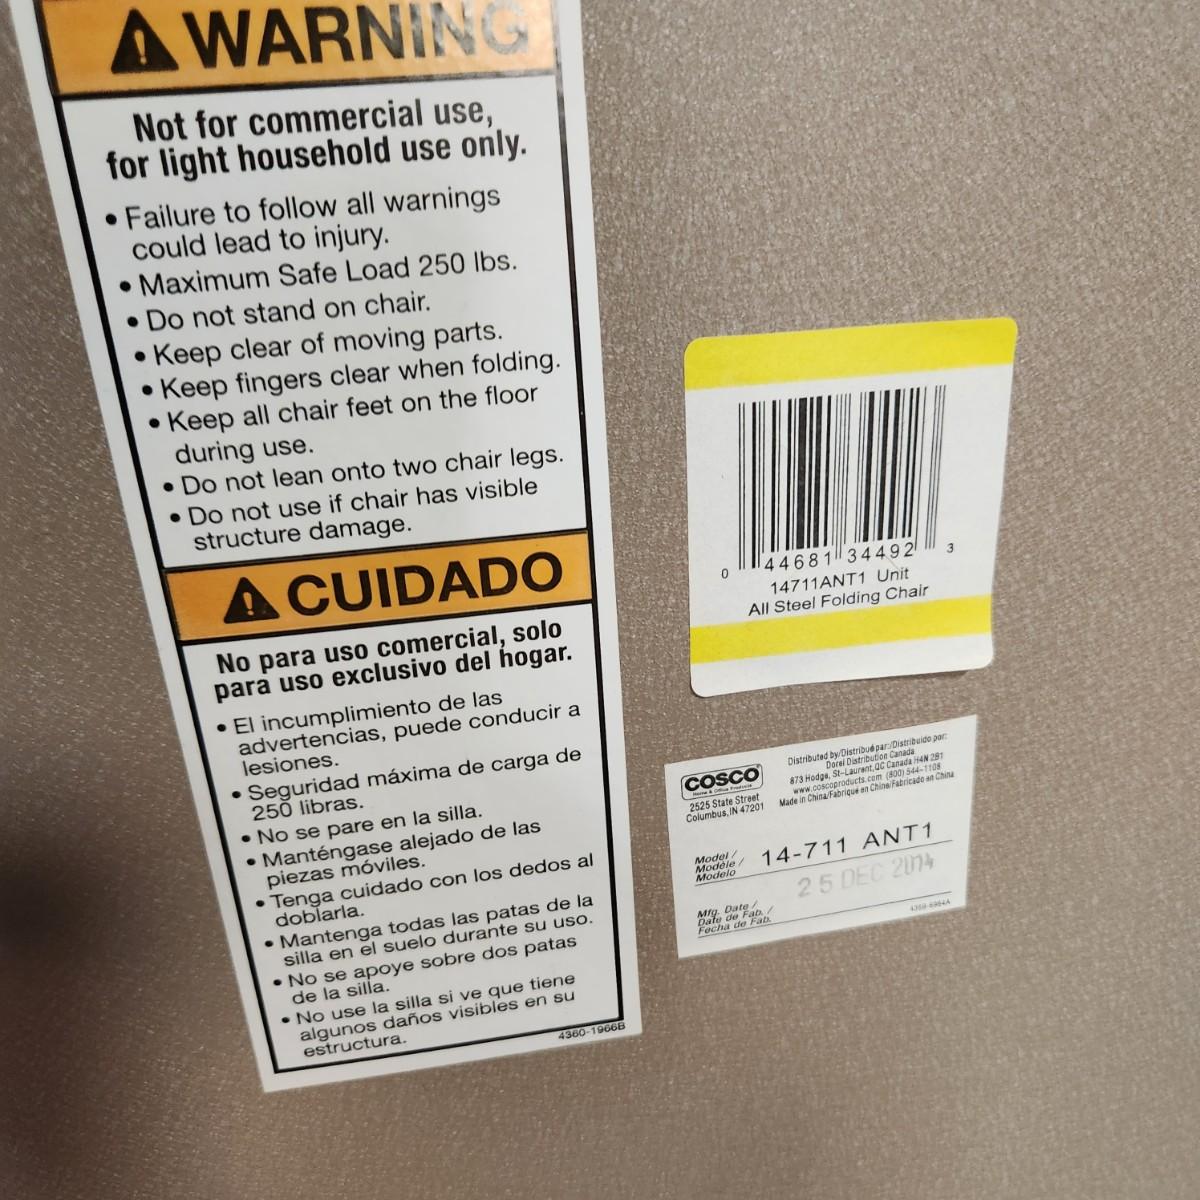 WARNING
Not for commercial use,
for light household use only.
• Failure to follow all warnings
could lead to injury.
• Maximum Safe Load 250 lbs.
• Do not stand on chair.
• Keep clear of moving parts.
• Keep fingers clear when folding.
• Keep all chair feet on the floor
during use.
• Do not lean onto two chair legs.
• Do not use if chair has visible
structure damage.
CUIDADO
No para uso comercial, solo
para uso exclusivo del hogar.
• El incumplimiento de las
advertencias, puede conducir a
lesiones.
• Seguridad máxima de carga de
250 libras.
• No se pare en la silla.
• Manténgase alejado de las
piezas móviles.
• Tenga cuidado con los dedos al
doblarla.
• Mantenga todas las patas de la
silla en el suelo durante su uso.
• No se apoye sobre dos patas
de la silla.
• No use la silla si ve que tiene
algunos daños visibles en su
estructura.
4360-1966B
0 44681 34492 3
14711ANT1 Unit
All Steel Folding Chair
COSCO
Home & Office Products
2525 State Street
Columbus, IN 47201
Distributed by/Distribué par:/Distribuido por:
Dorel Distribution Canada
873 Hodge, St-Laurent, QC Canada H4N 2B1
www.coscoproducts.com (800) 544-1108
Made in China/Fabriqué en Chine/Fabricado en China
Model /
Modèle /
Modelo
14-711 ANT1
25 DEC 2014
Mfg. Date /
Date de Fab. /
Fecha de Fab.
4358-6984A